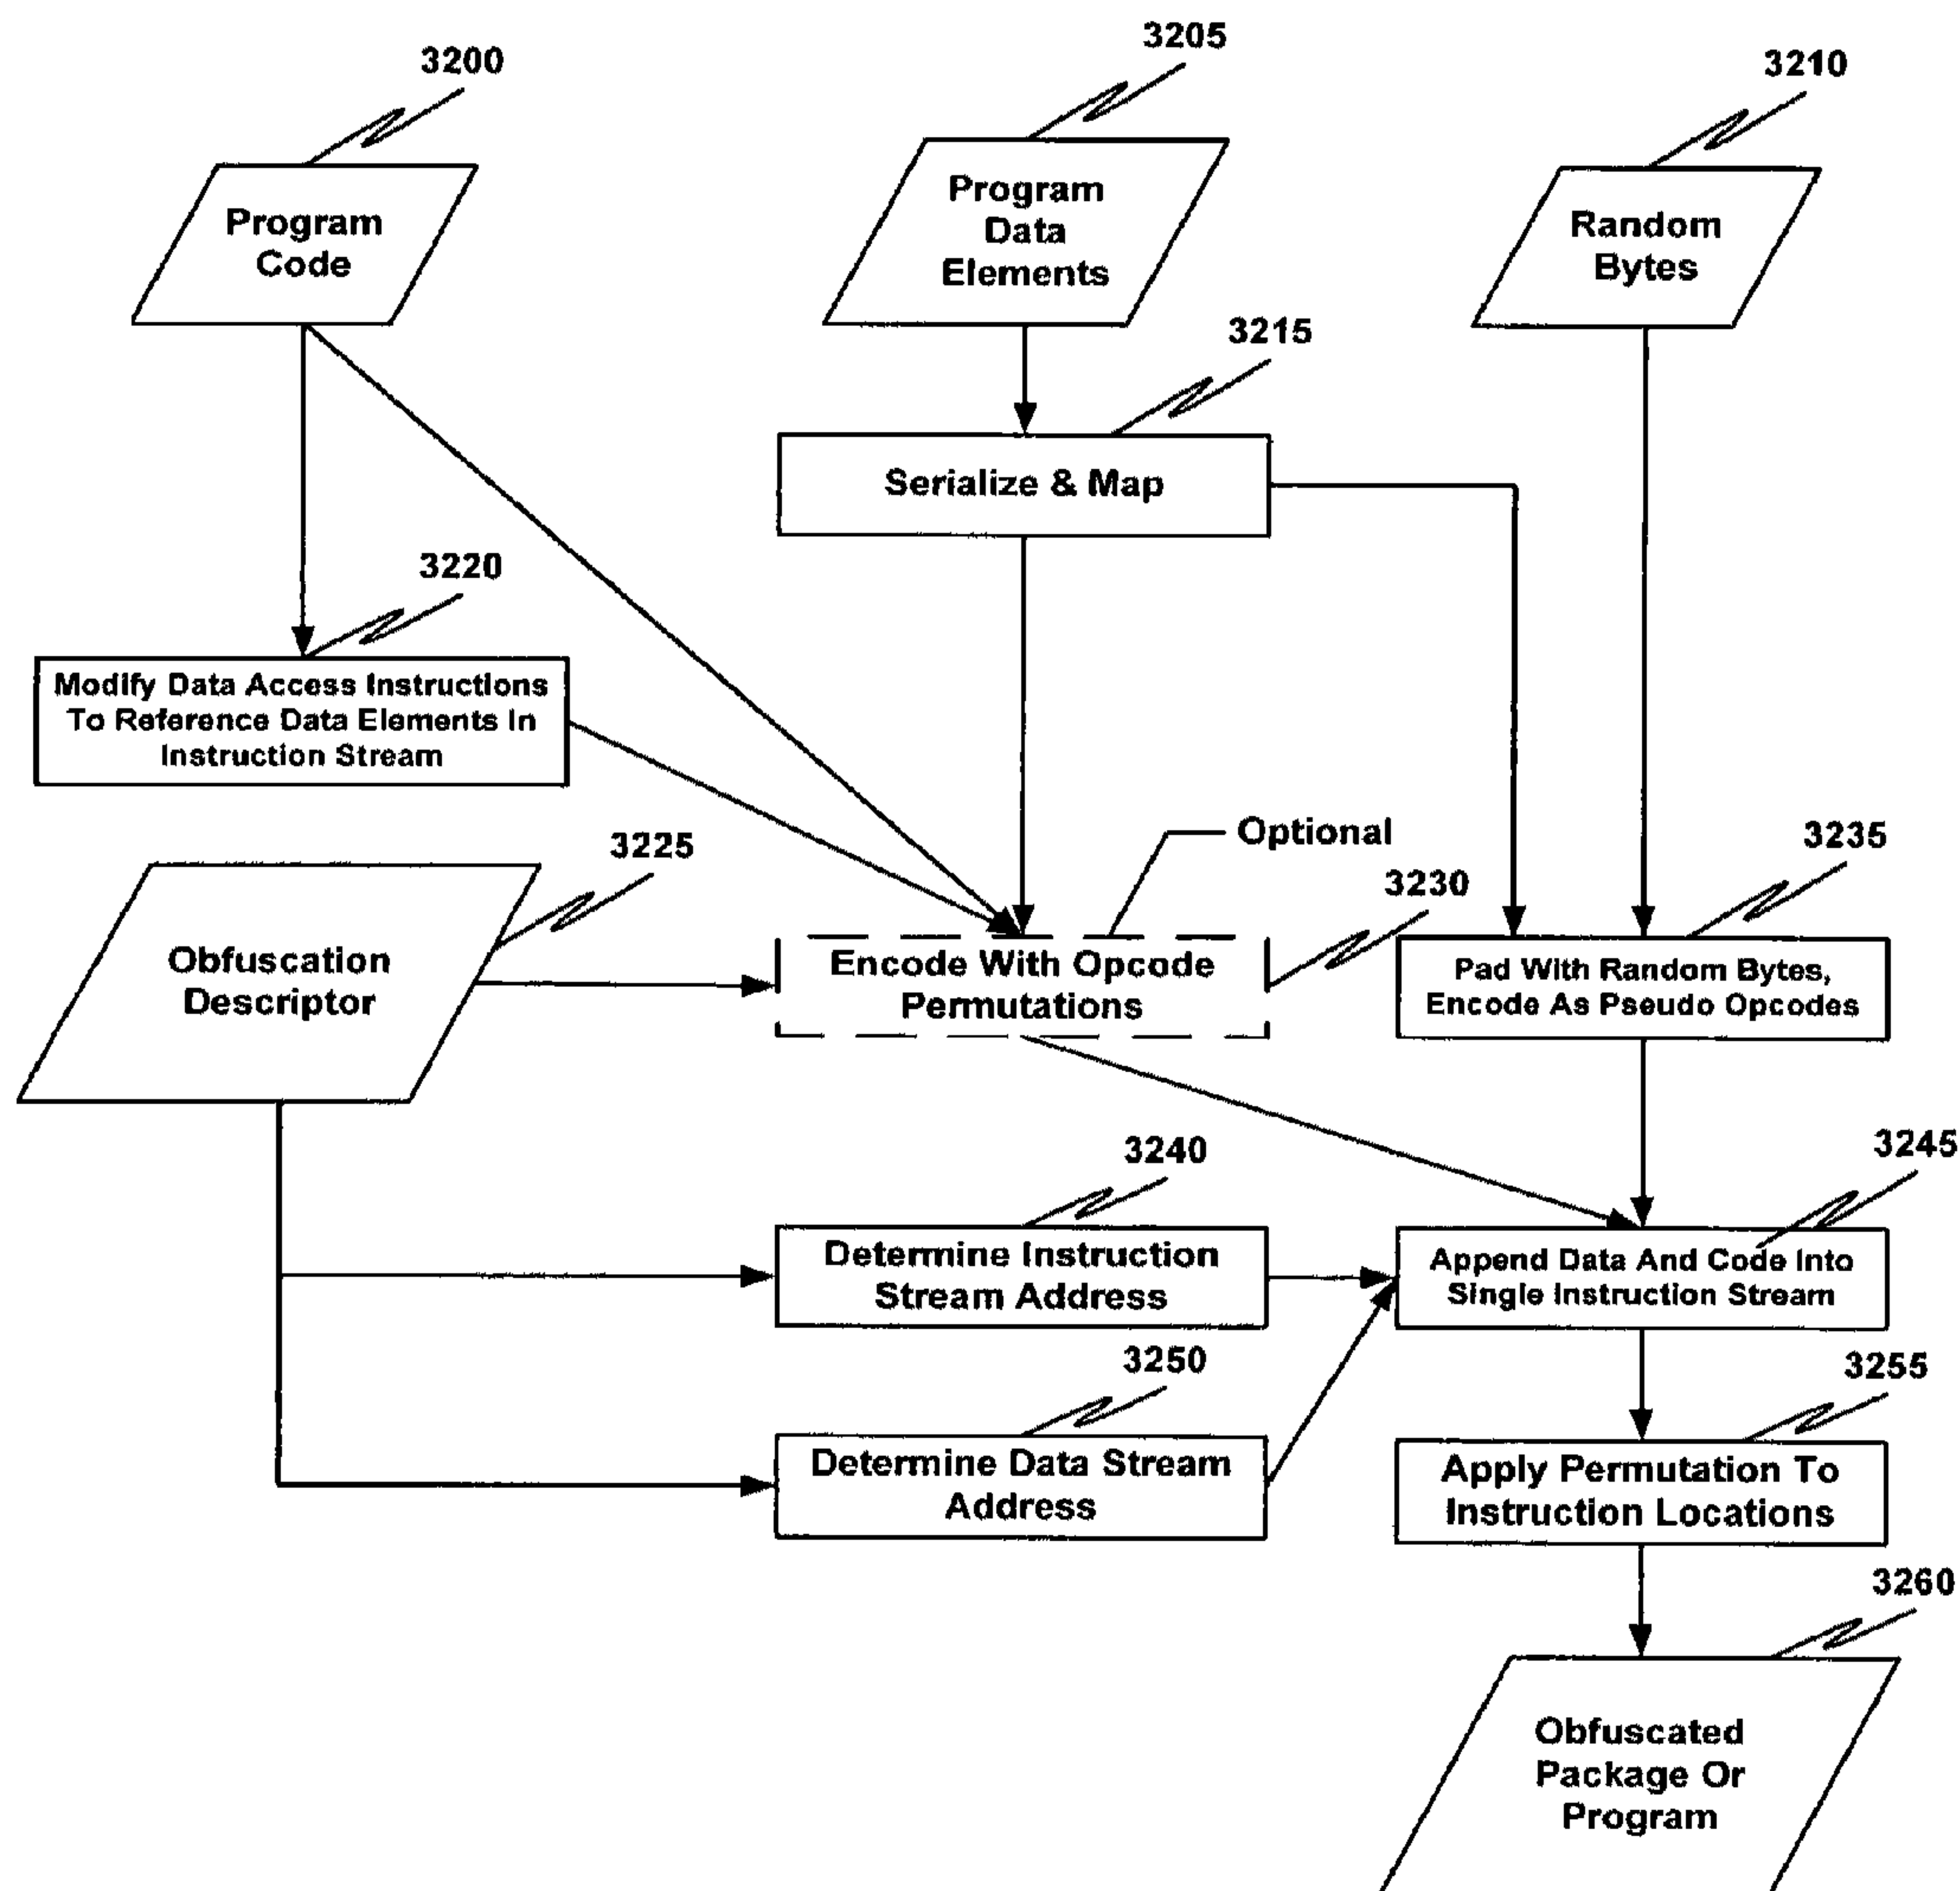 3200
3205
3210
Program
Code
Program
Data
Elements
Random
Bytes
3215
Serialize & Map
3220
Modify Data Access Instructions
To Reference Data Elements In
Instruction Stream
3225
Optional
3230
3235
Obfuscation
Descriptor
Encode With Opcode
Permutations
Pad With Random Bytes,
Encode As Pseudo Opcodes
3240
3245
Determine Instruction
Stream Address
Append Data And Code Into
Single Instruction Stream
3250
3255
Determine Data Stream
Address
Apply Permutation To
Instruction Locations
3260
Obfuscated
Package Or
Program